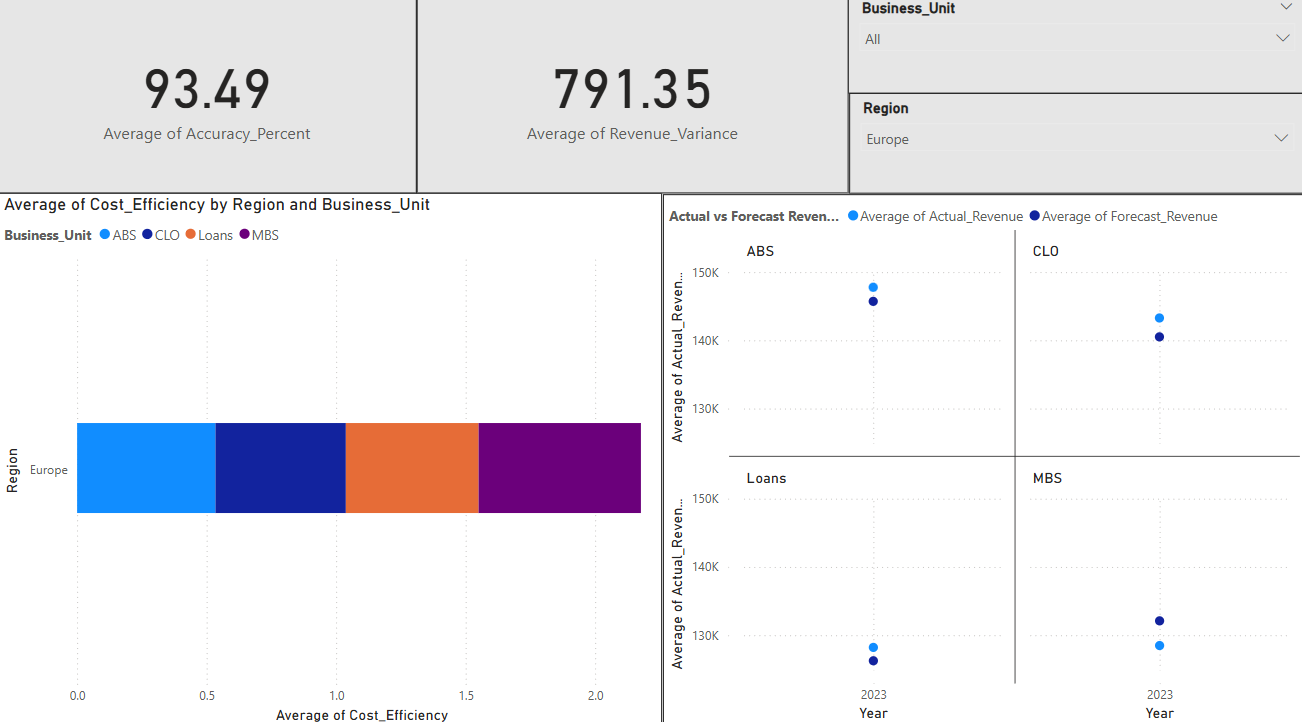 93.49
Average of Accuracy_Percent
791.35
Average of Revenue_Variance
Business_Unit
All
Region
Europe
Average of Cost_Efficiency by Region and Business_Unit
Business_Unit ABS CLO Loans MBS
Region
Europe
0.0 0.5 1.0 1.5 2.0
Average of Cost_Efficiency
Actual vs Forecast Reven... Average of Actual_Revenue Average of Forecast_Revenue
ABS
CLO
Average of Actual_Reven...
150K
140K
130K
Loans
MBS
Average of Actual_Reven...
150K
140K
130K
2023 2023
Year Year